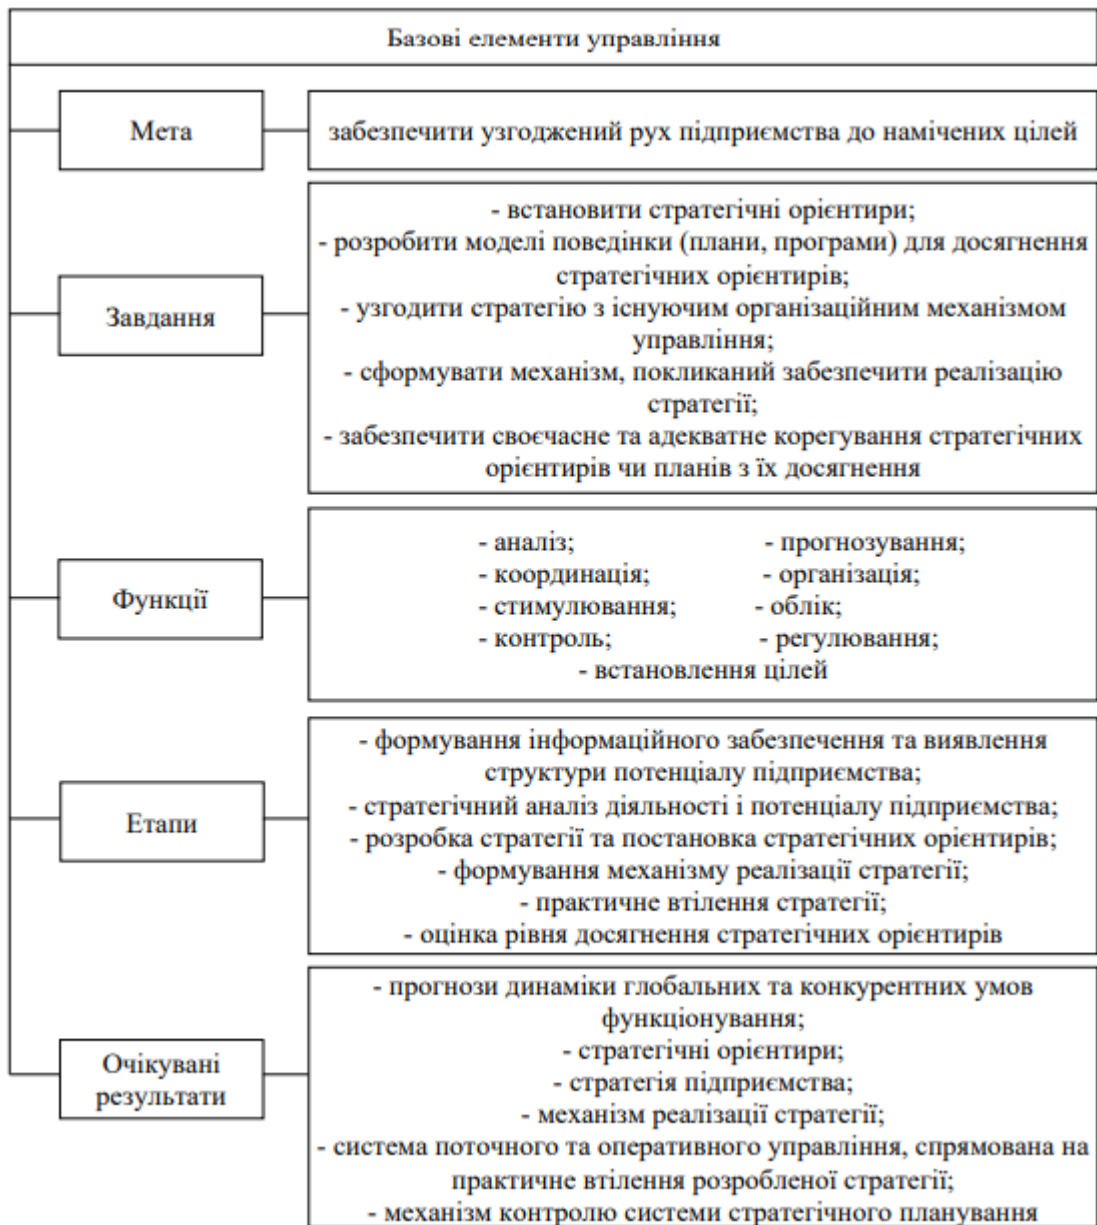 Базові елементи управління
Мета
забезпечити узгоджений рух підприємства до намічених цілей
Завдання
- встановити стратегічні орієнтири;
- розробити моделі поведінки (плани, програми) для досягнення
стратегічних орієнтирів;
- узгодити стратегію з існуючим організаційним механізмом
управління;
- сформувати механізм, покликаний забезпечити реалізацію
стратегії;
- забезпечити своєчасне та адекватне корегування стратегічних
орієнтирів чи планів з їх досягнення
Функції
- аналіз; - прогнозування;
- координація; - організація;
- стимулювання; - облік;
- контроль; - регулювання;
- встановлення цілей
Етапи
- формування інформаційного забезпечення та виявлення
структури потенціалу підприємства;
- стратегічний аналіз діяльності і потенціалу підприємства;
- розробка стратегії та постановка стратегічних орієнтирів;
- формування механізму реалізації стратегії;
- практичне втілення стратегії;
- оцінка рівня досягнення стратегічних орієнтирів
Очікувані
результати
- прогнози динаміки глобальних та конкурентних умов
функціонування;
- стратегічні орієнтири;
- стратегія підприємства;
- механізм реалізації стратегії;
- система поточного та оперативного управління, спрямована на
практичне втілення розробленої стратегії;
- механізм контролю системи стратегічного планування